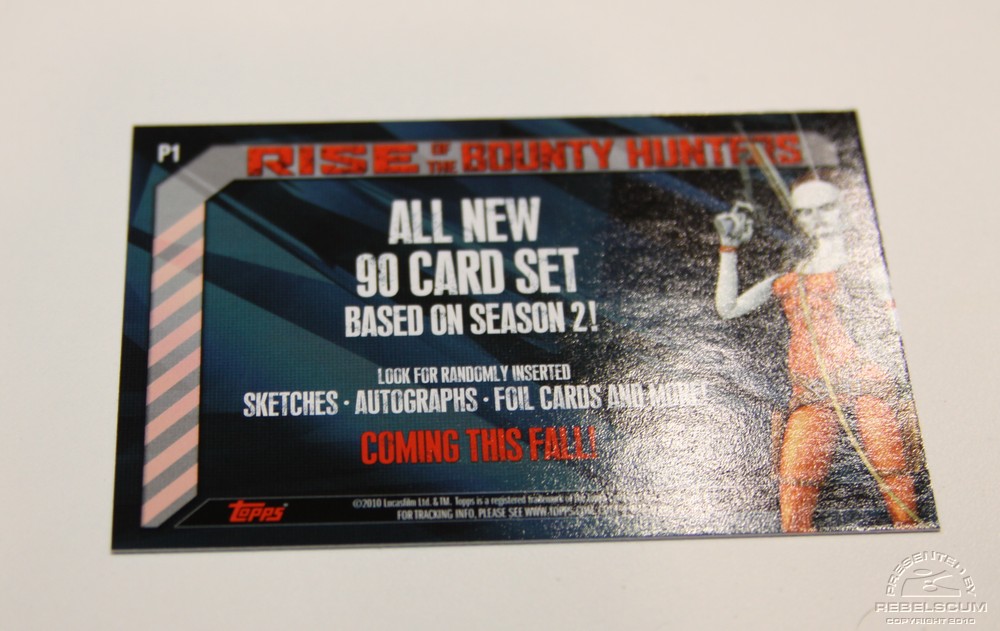 P1
RISE OF THE BOUNTY HUNTERS
ALL NEW
90 CARD SET
BASED ON SEASON 2!
LOOK FOR RANDOMLY INSERTED
SKETCHES · AUTOGRAPHS · FOIL CARDS AND MORE!
COMING THIS FALL!
Topps
©2010 Lucasfilm Ltd. & TM. Topps is a registered trademark of The Topps
FOR TRACKING INFO, PLEASE SEE WWW.TOPPS.COM.
PRESENTED BY
REBELSCUM
COPYRIGHT 2010